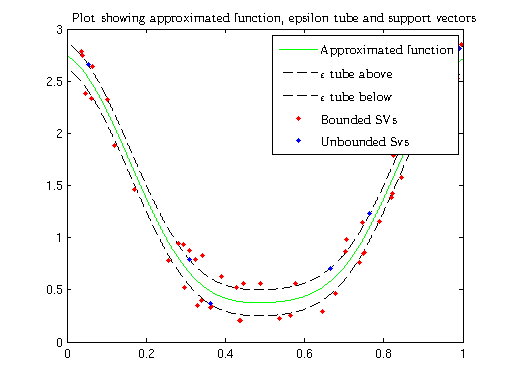 Plot showing approximated function, epsilon tube and support vectors
3
2.5
2
1.5
1
0.5
0
0
0.2
0.4
0.6
0.8
1
Approximated function
ε tube above
ε tube below
Bounded SVs
Unbounded Svs